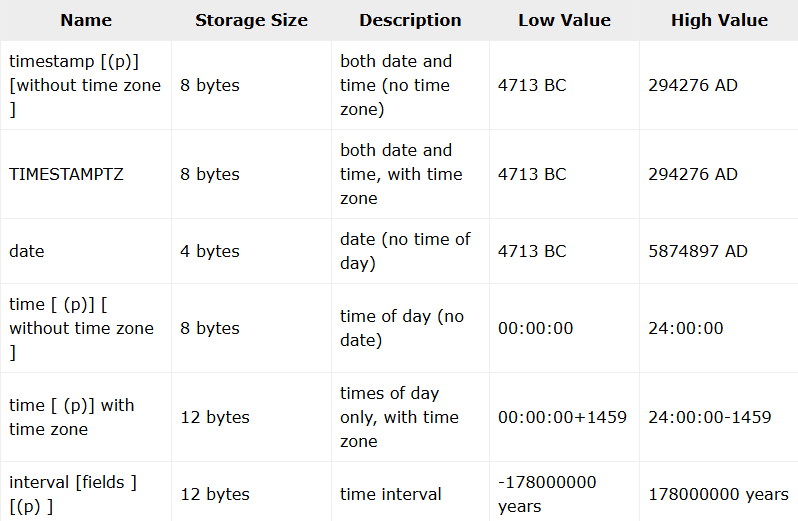 Name Storage Size Description Low Value High Value
timestamp [(p)]
[without time zone
]
8 bytes
both date and
time (no time
zone)
4713 BC
294276 AD
TIMESTAMPTZ
8 bytes
both date and
time, with time
zone
4713 BC
294276 AD
date
4 bytes
date (no time of
day)
4713 BC
5874897 AD
time [ (p)] [
without time zone
]
8 bytes
time of day (no
date)
00:00:00
24:00:00
time [ (p)] with
time zone
12 bytes
times of day
only, with time
zone
00:00:00+1459
24:00:00-1459
interval [fields ]
[(p) ]
12 bytes
time interval
-178000000
years
178000000 years